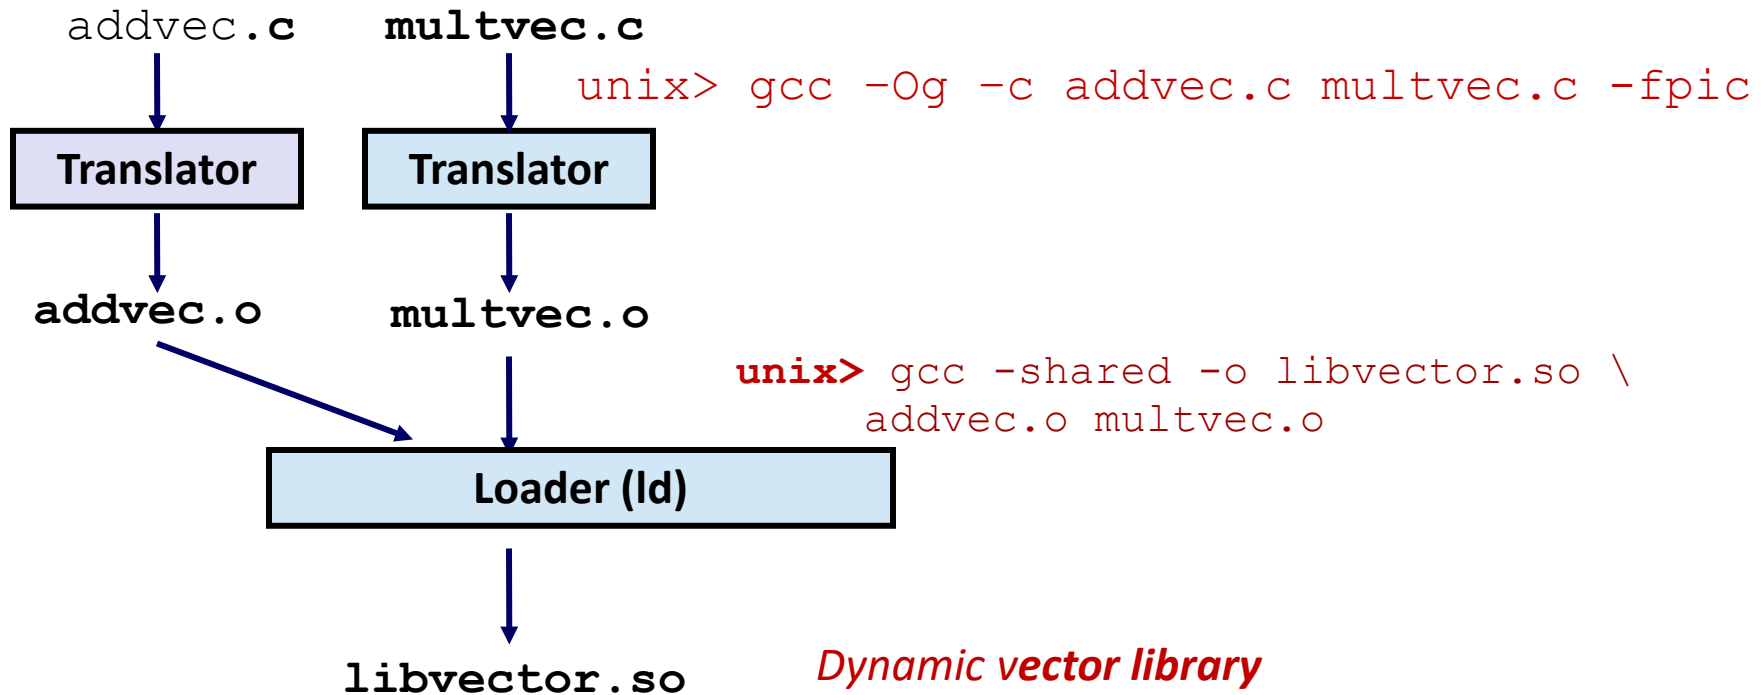 addvec.c multvec.c
unix> gcc –Og –c addvec.c multvec.c -fpic
Translator Translator
addvec.o multvec.o
unix> gcc -shared -o libvector.so \
addvec.o multvec.o
Loader (ld)
libvector.so
Dynamic vector library